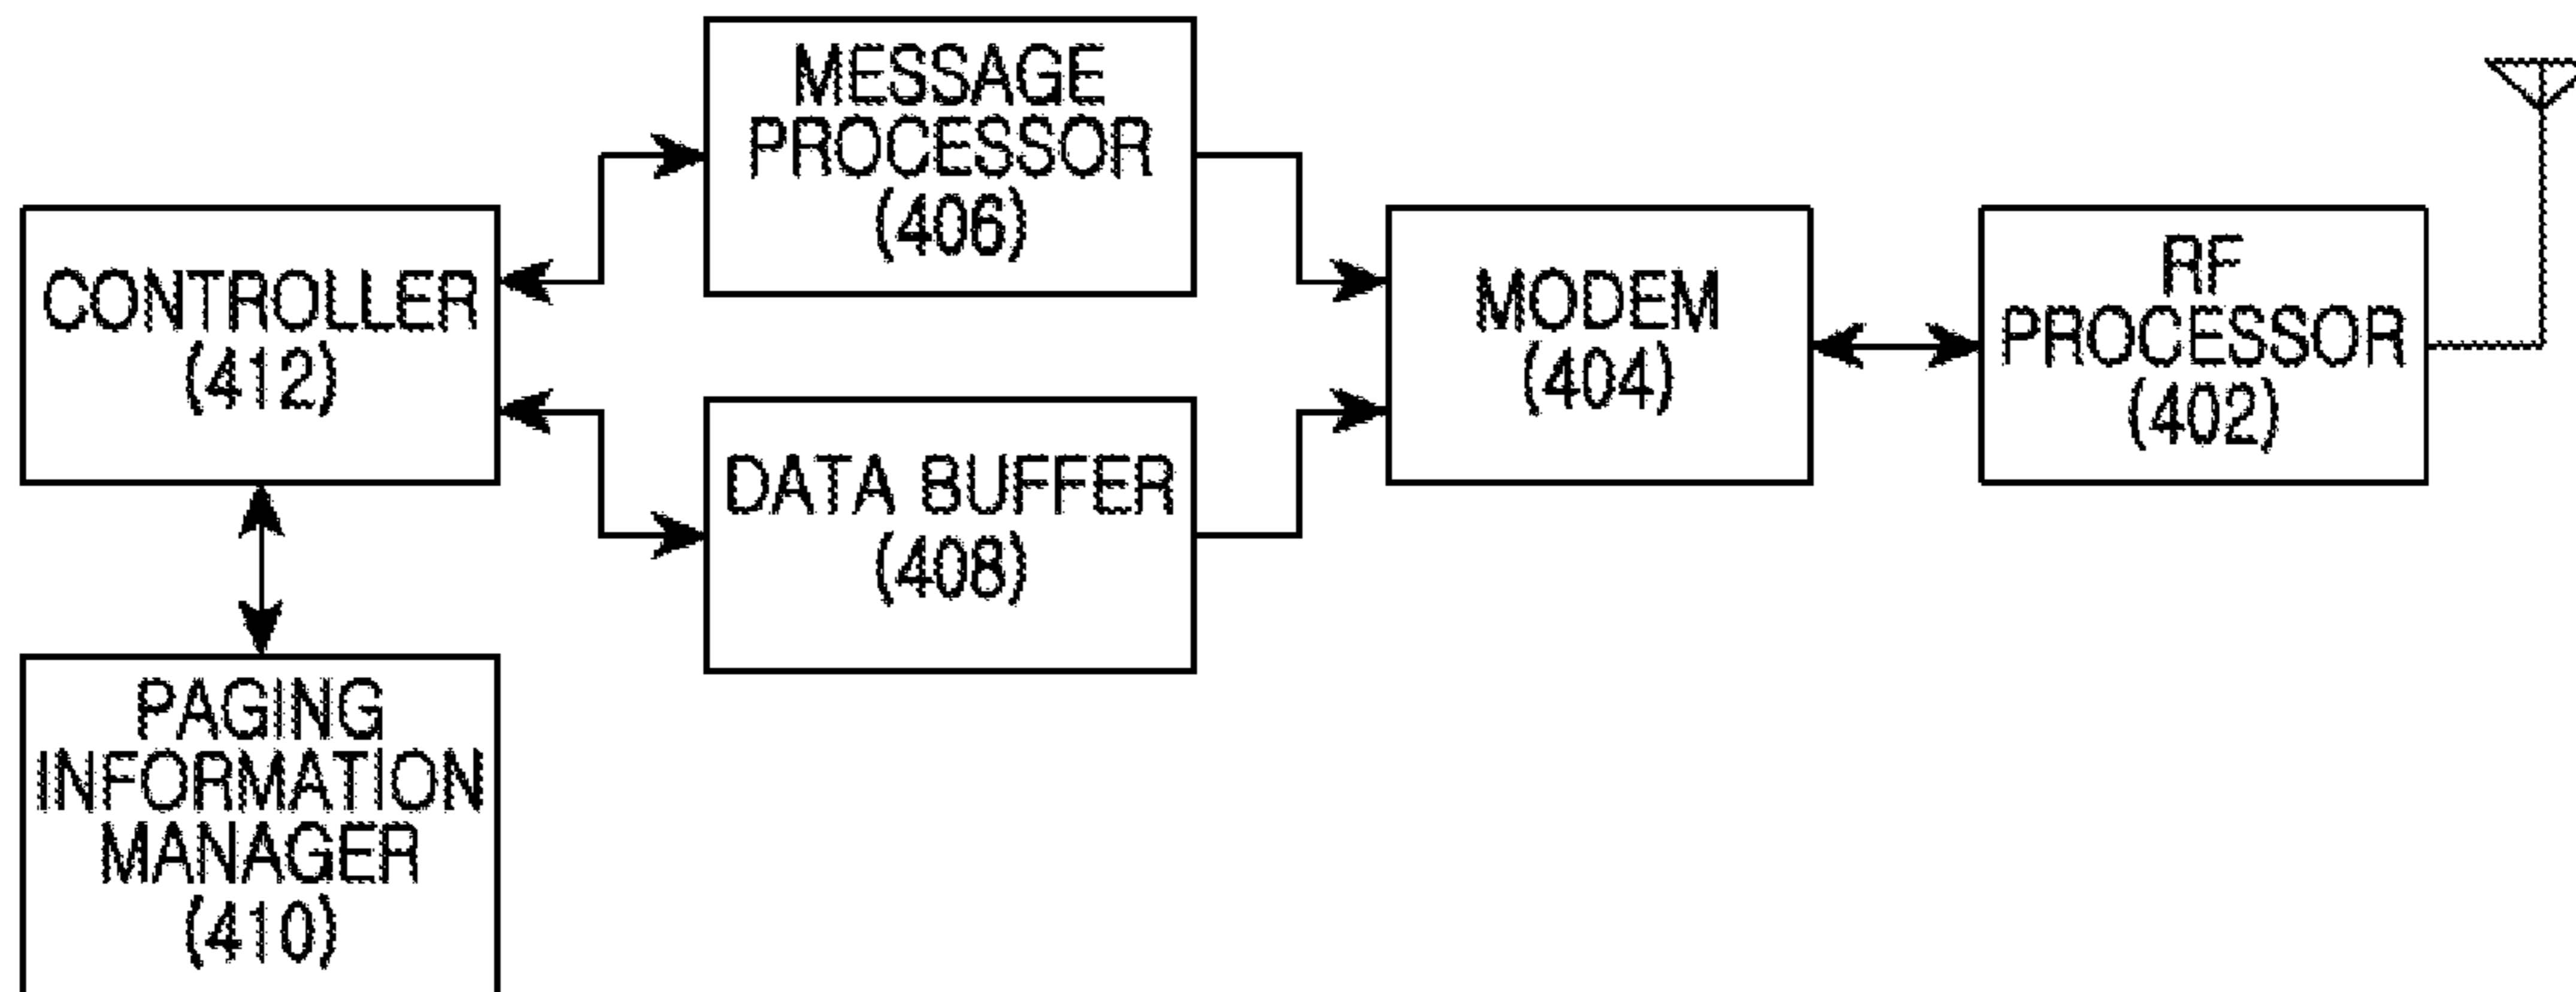 MESSAGE
PROCESSOR
(406)
CONTROLLER
(412)
MODEM
(404)
RF
PROCESSOR
(402)
DATA BUFFER
(408)
PAGING
INFORMATION
MANAGER
(410)